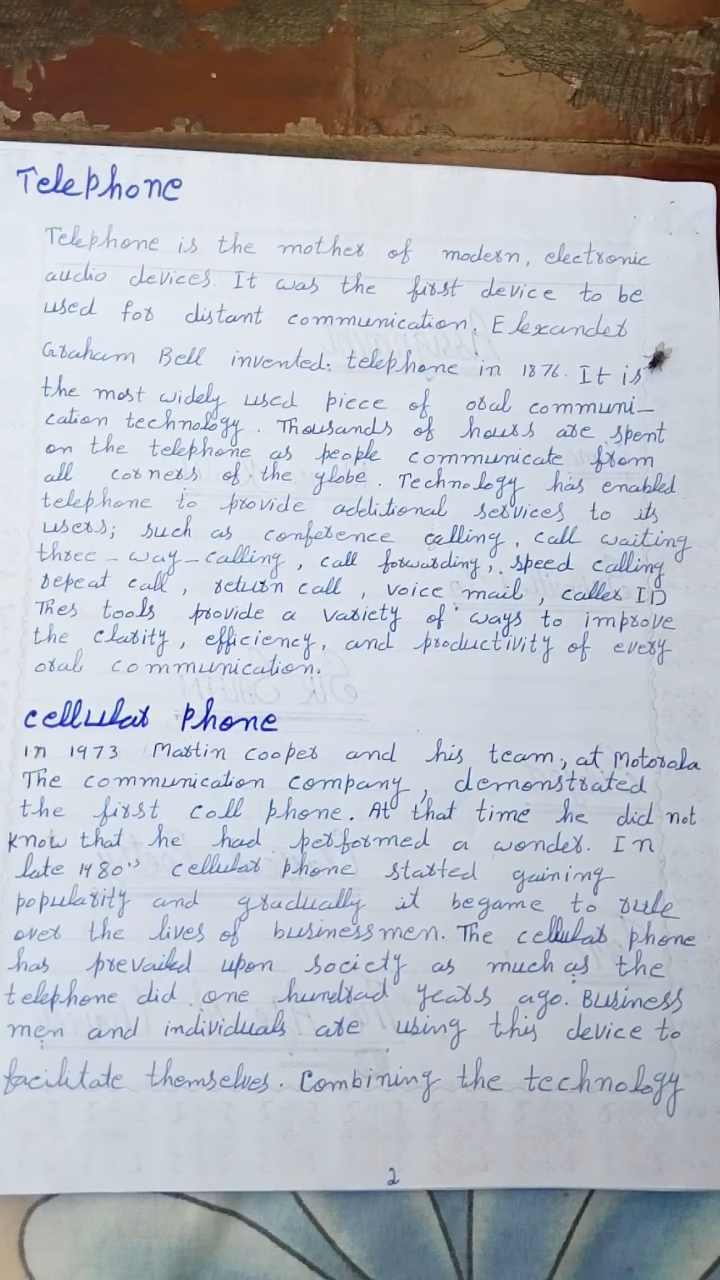 Telephone
Telephone is the mother of modern, electronic
audio devices. It was the first device to be
used for distant communication. Elexander
Graham Bell invented. telephone in 1876. It is
the most widely used piece of oral communi-
cation technology. Thousands of hours are spent
on the telephone as people communicate from
all corners of the globe. Technology has enabled
telephone to provide additional services to its
users; such as conference calling, call waiting
three-way-calling, call forwarding, speed calling
repeat call, return call, voice mail, caller ID
Thes tools provide a variety of ways to improve
the clarity, efficiency, and productivity of every
oral communication.
cellular phone
in 1973 Martin cooper and his team, at Motorola
The communication company, demonstrated
the first coll phone. At that time he did not
know that he had performed a wonder. In
late 1980's cellular phone started gaining
popularity and gradually it begame to rule
over the lives of businessmen. The cellular phone
has prevailed upon society as much as the
telephone did one hundrad years ago. Business
men and individuals are using this device to
facilitate themselves. Combining the technology
2